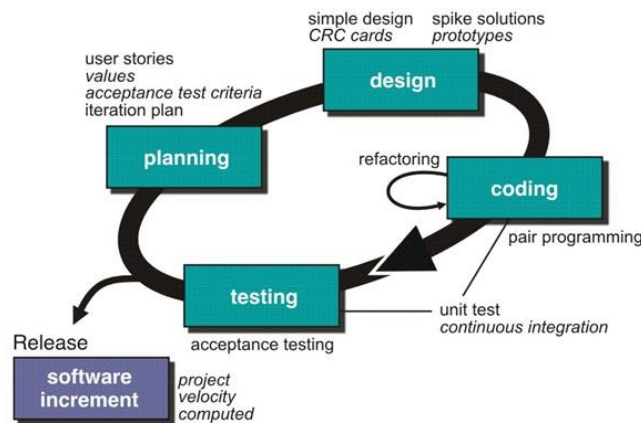 simple design
CRC cards
spike solutions
prototypes
design
user stories
values
acceptance test criteria
iteration plan
planning
refactoring
coding
pair programming
testing
acceptance testing
unit test
continuous integration
Release
software
increment
project
velocity
computed